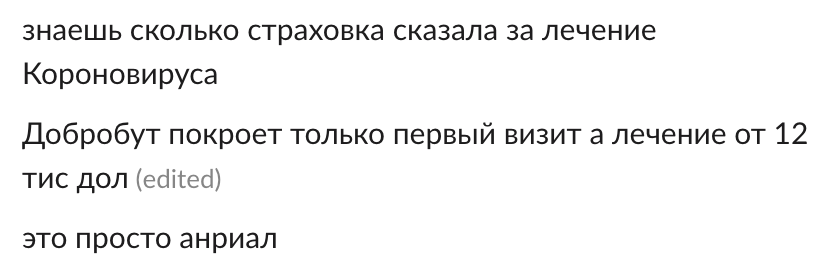 знаешь сколько страховка сказала за лечение
Короновируса
Добробут покроет только первый визит а лечение от 12
тис дол (edited)
это просто анриал